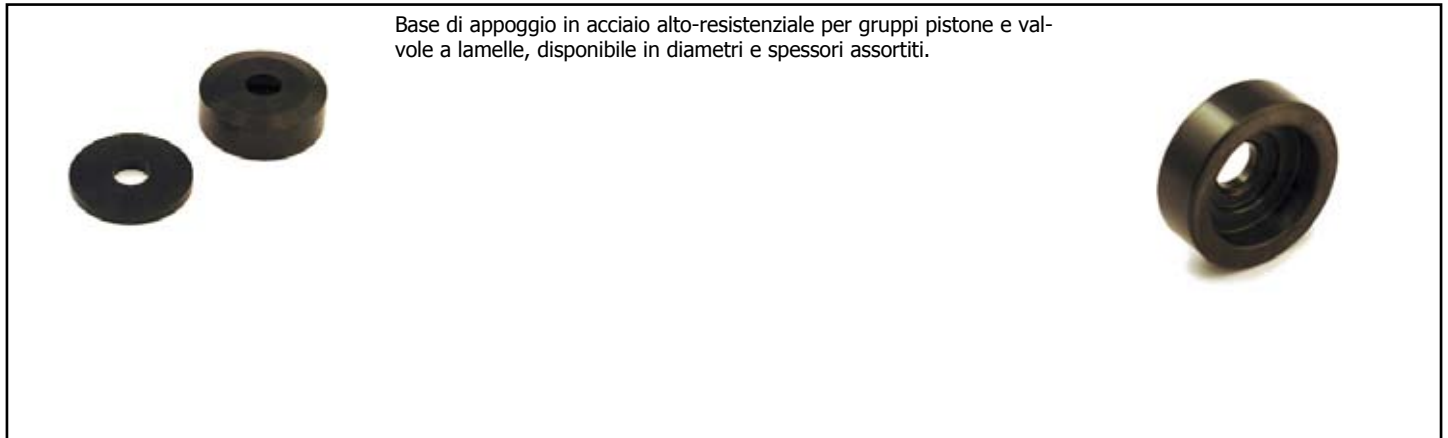 Base di appoggio in acciaio alto-resistenziale per gruppi pistone e val-
vole a lamelle, disponibile in diametri e spessori assortiti.